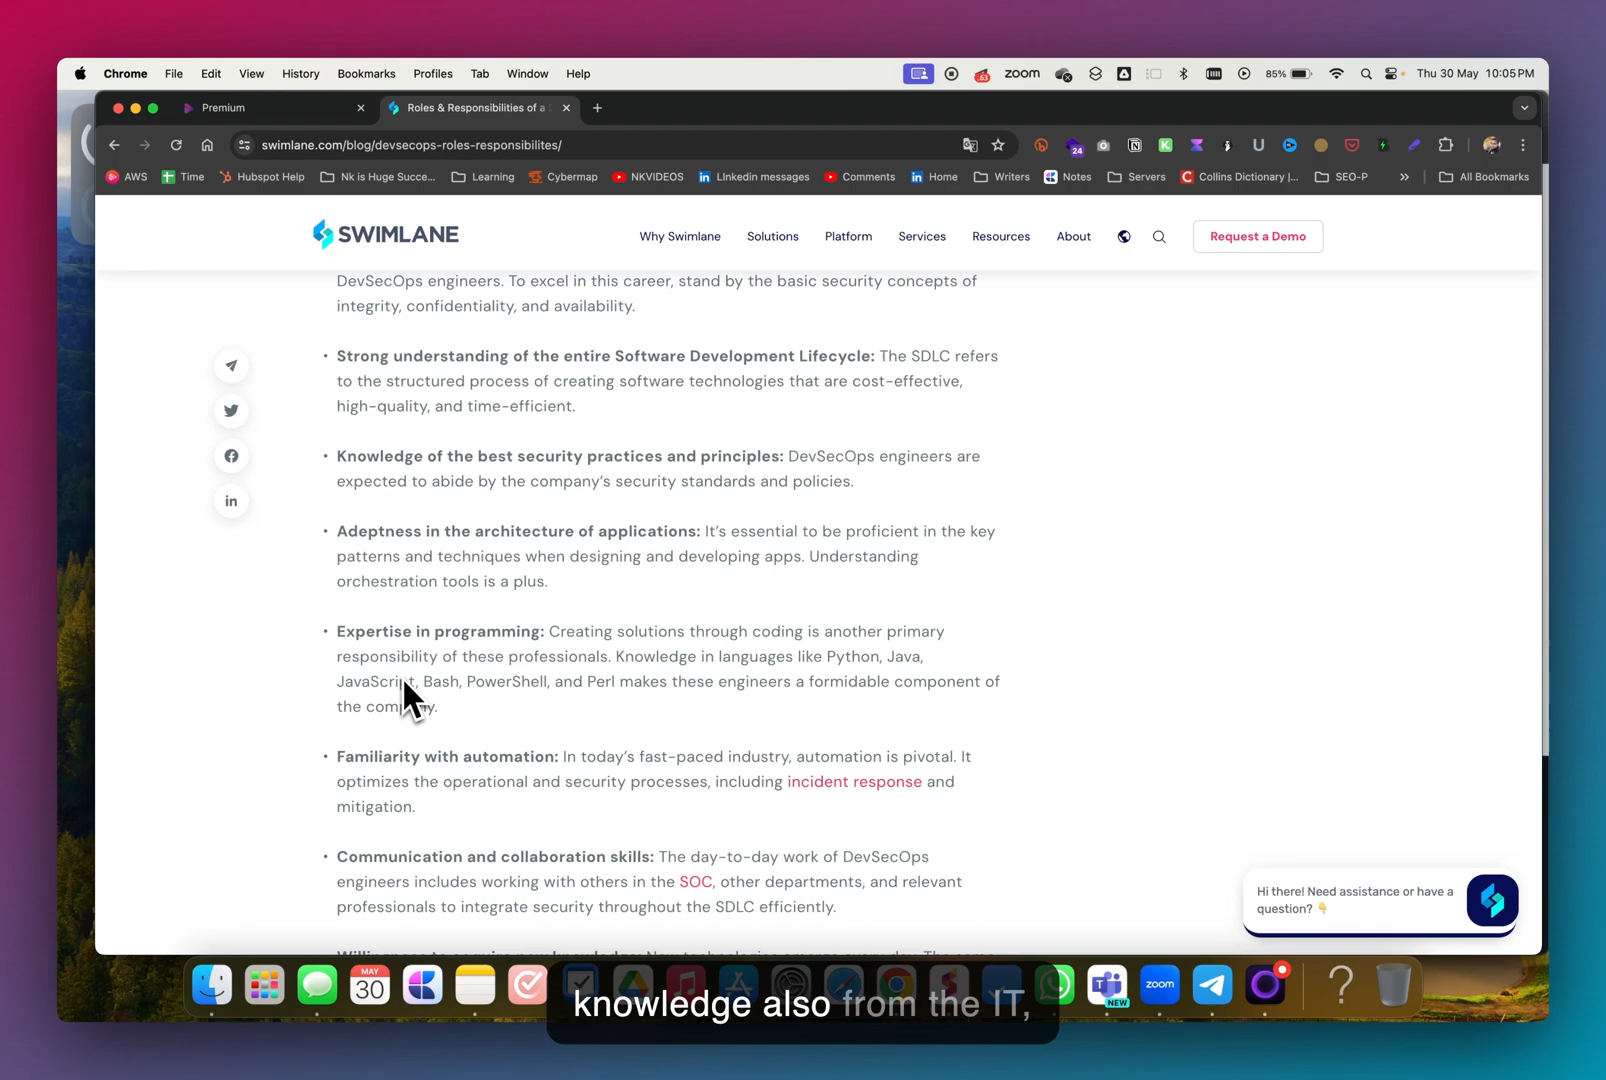 Chrome File Edit View History Bookmarks Profiles Tab Window Help 63 zoom 85% Thu 30 May 10:05 PM
Premium
Roles & Responsibilities of a
swimlane.com/blog/devsecops-roles-responsibilites/
24
AWS Time Hubspot Help Nk is Huge Succe... Learning Cybermap NKVIDEOS LInkedin messages Comments Home Writers Notes Servers Collins Dictionary |... SEO-P All Bookmarks
SWIMLANE
Why Swimlane Solutions Platform Services Resources About Request a Demo
DevSecOps engineers. To excel in this career, stand by the basic security concepts of
integrity, confidentiality, and availability.
• Strong understanding of the entire Software Development Lifecycle: The SDLC refers
to the structured process of creating software technologies that are cost-effective,
high-quality, and time-efficient.
• Knowledge of the best security practices and principles: DevSecOps engineers are
expected to abide by the company's security standards and policies.
• Adeptness in the architecture of applications: It's essential to be proficient in the key
patterns and techniques when designing and developing apps. Understanding
orchestration tools is a plus.
• Expertise in programming: Creating solutions through coding is another primary
responsibility of these professionals. Knowledge in languages like Python, Java,
JavaScript, Bash, PowerShell, and Perl makes these engineers a formidable component of
the company.
• Familiarity with automation: In today's fast-paced industry, automation is pivotal. It
optimizes the operational and security processes, including incident response and
mitigation.
• Communication and collaboration skills: The day-to-day work of DevSecOps
engineers includes working with others in the SOC, other departments, and relevant
professionals to integrate security throughout the SDLC efficiently.
Hi there! Need assistance or have a
question? 👇
MAY
30
NEW
zoom
knowledge also from the IT,